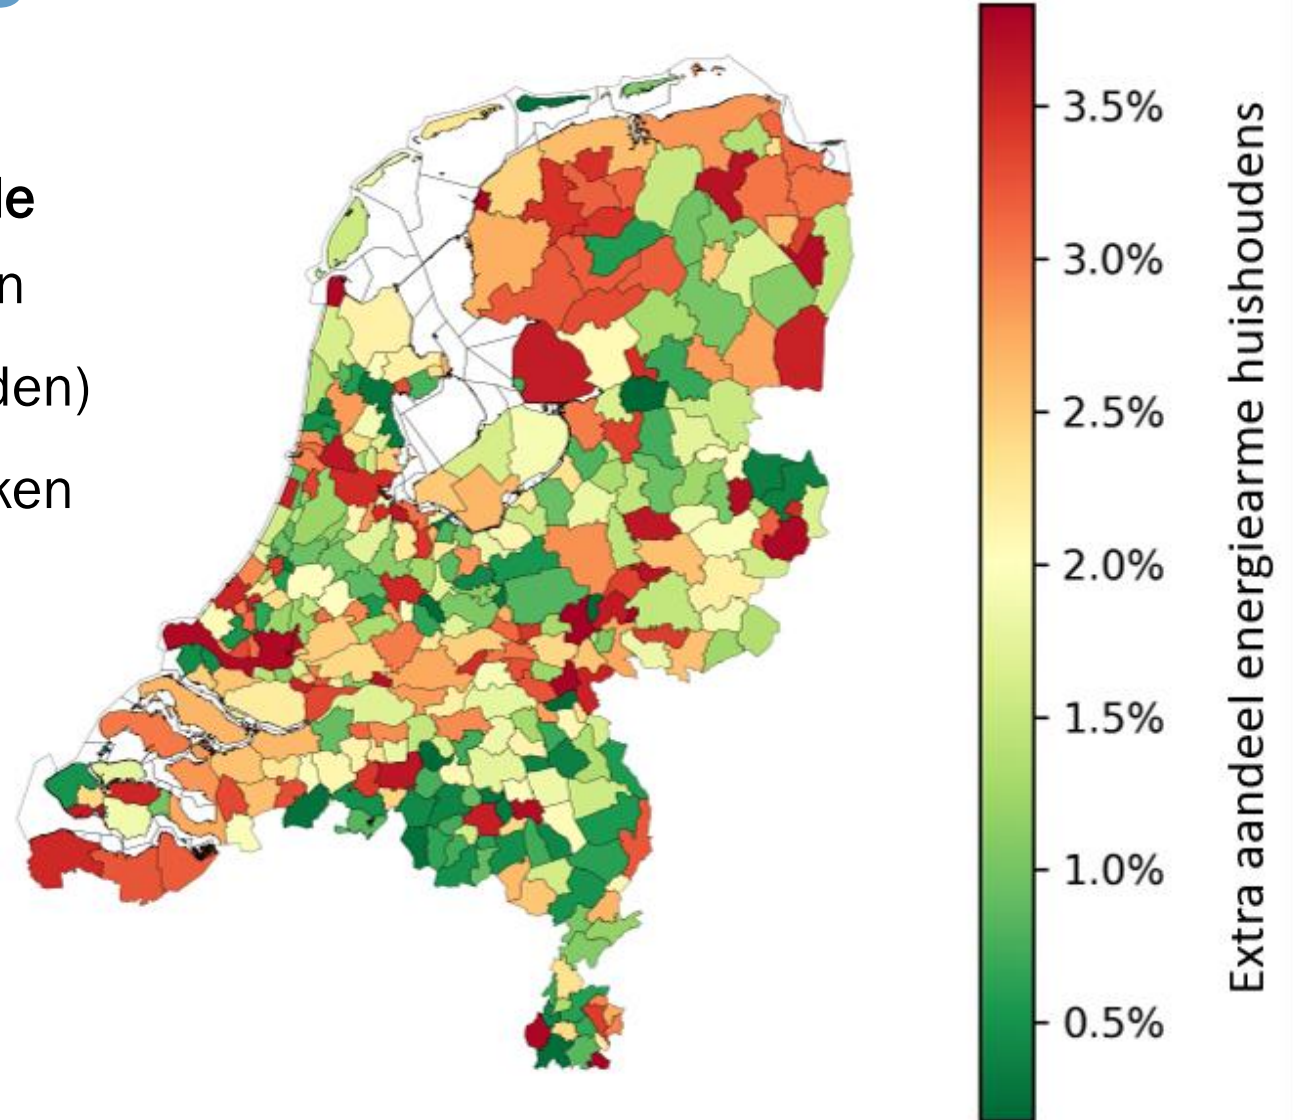 le
n
den)
ken
3.5%
3.0%
2.5%
2.0%
1.5%
1.0%
0.5%
Extra aandeel energiearme huishoudens